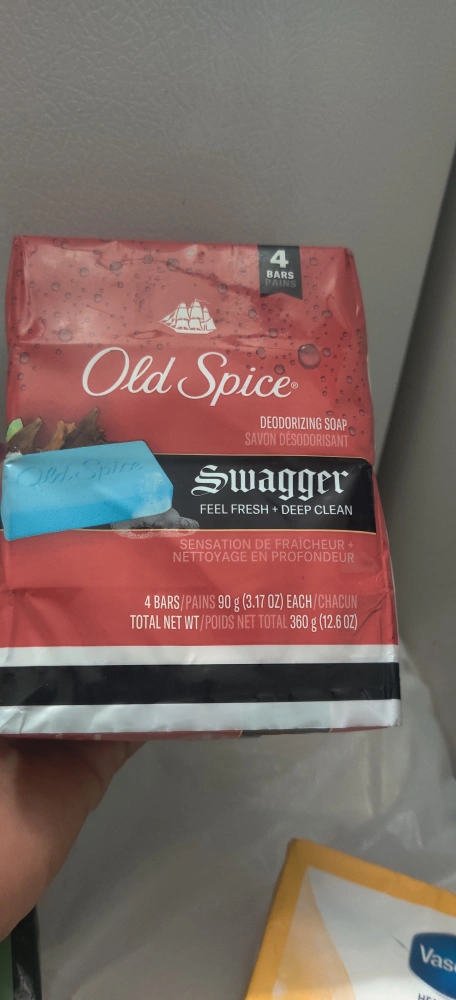 4
BARS
PAINS
Old Spice®
DEODORIZING SOAP
SAVON DÉSODORISANT
Old Spice
Swagger
FEEL FRESH + DEEP CLEAN
SENSATION DE FRAÎCHEUR +
NETTOYAGE EN PROFONDEUR
4 BARS/PAINS 90 g (3.17 OZ) EACH/CHACUN
TOTAL NET WT/POIDS NET TOTAL 360 g (12.6 OZ)
Vas